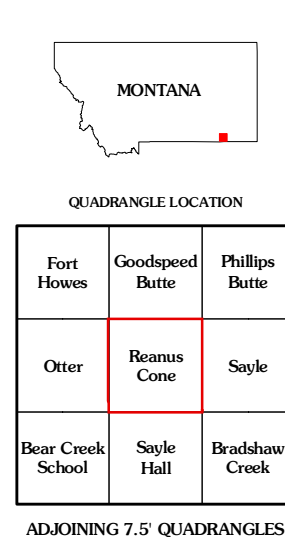 MONTANA
QUADRANGLE LOCATION
Fort
Howes
Goodspeed
Butte
Phillips
Butte
Otter
Reanus
Cone
Sayle
Bear Creek
School
Sayle
Hall
Bradshaw
Creek
ADJOINING 7.5' QUADRANGLES